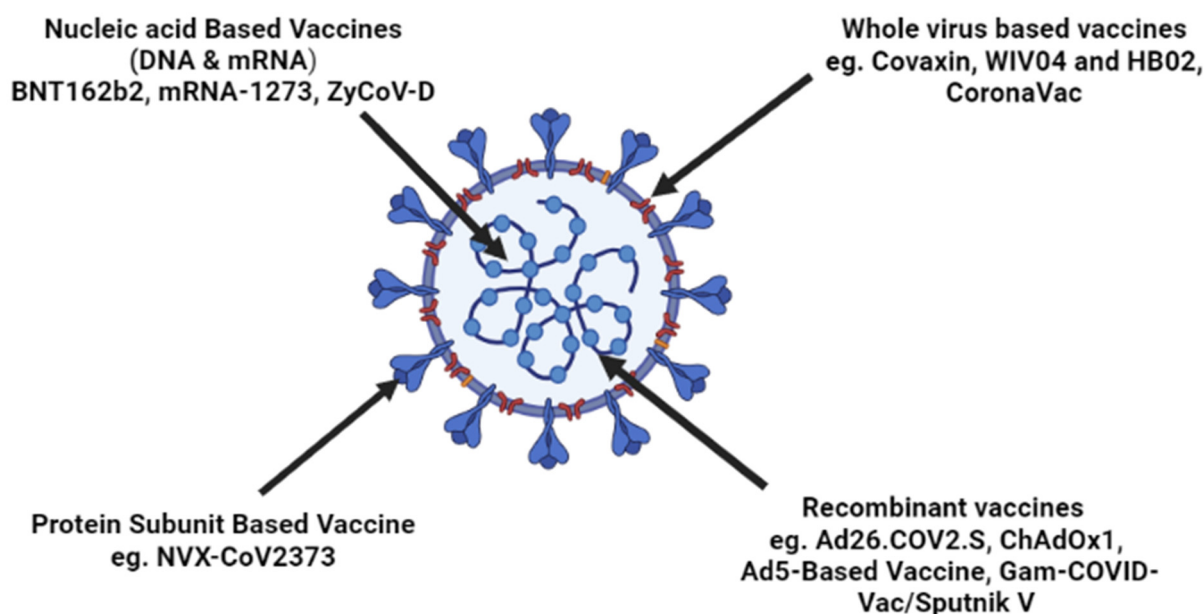 Nucleic acid Based Vaccines
(DNA & mRNA)
BNT162b2, mRNA-1273, ZyCoV-D
Whole virus based vaccines
eg. Covaxin, WIV04 and HB02,
CoronaVac
Protein Subunit Based Vaccine
eg. NVX-CoV2373
Recombinant vaccines
eg. Ad26.COV2.S, ChAdOx1,
Ad5-Based Vaccine, Gam-COVID-
Vac/Sputnik V